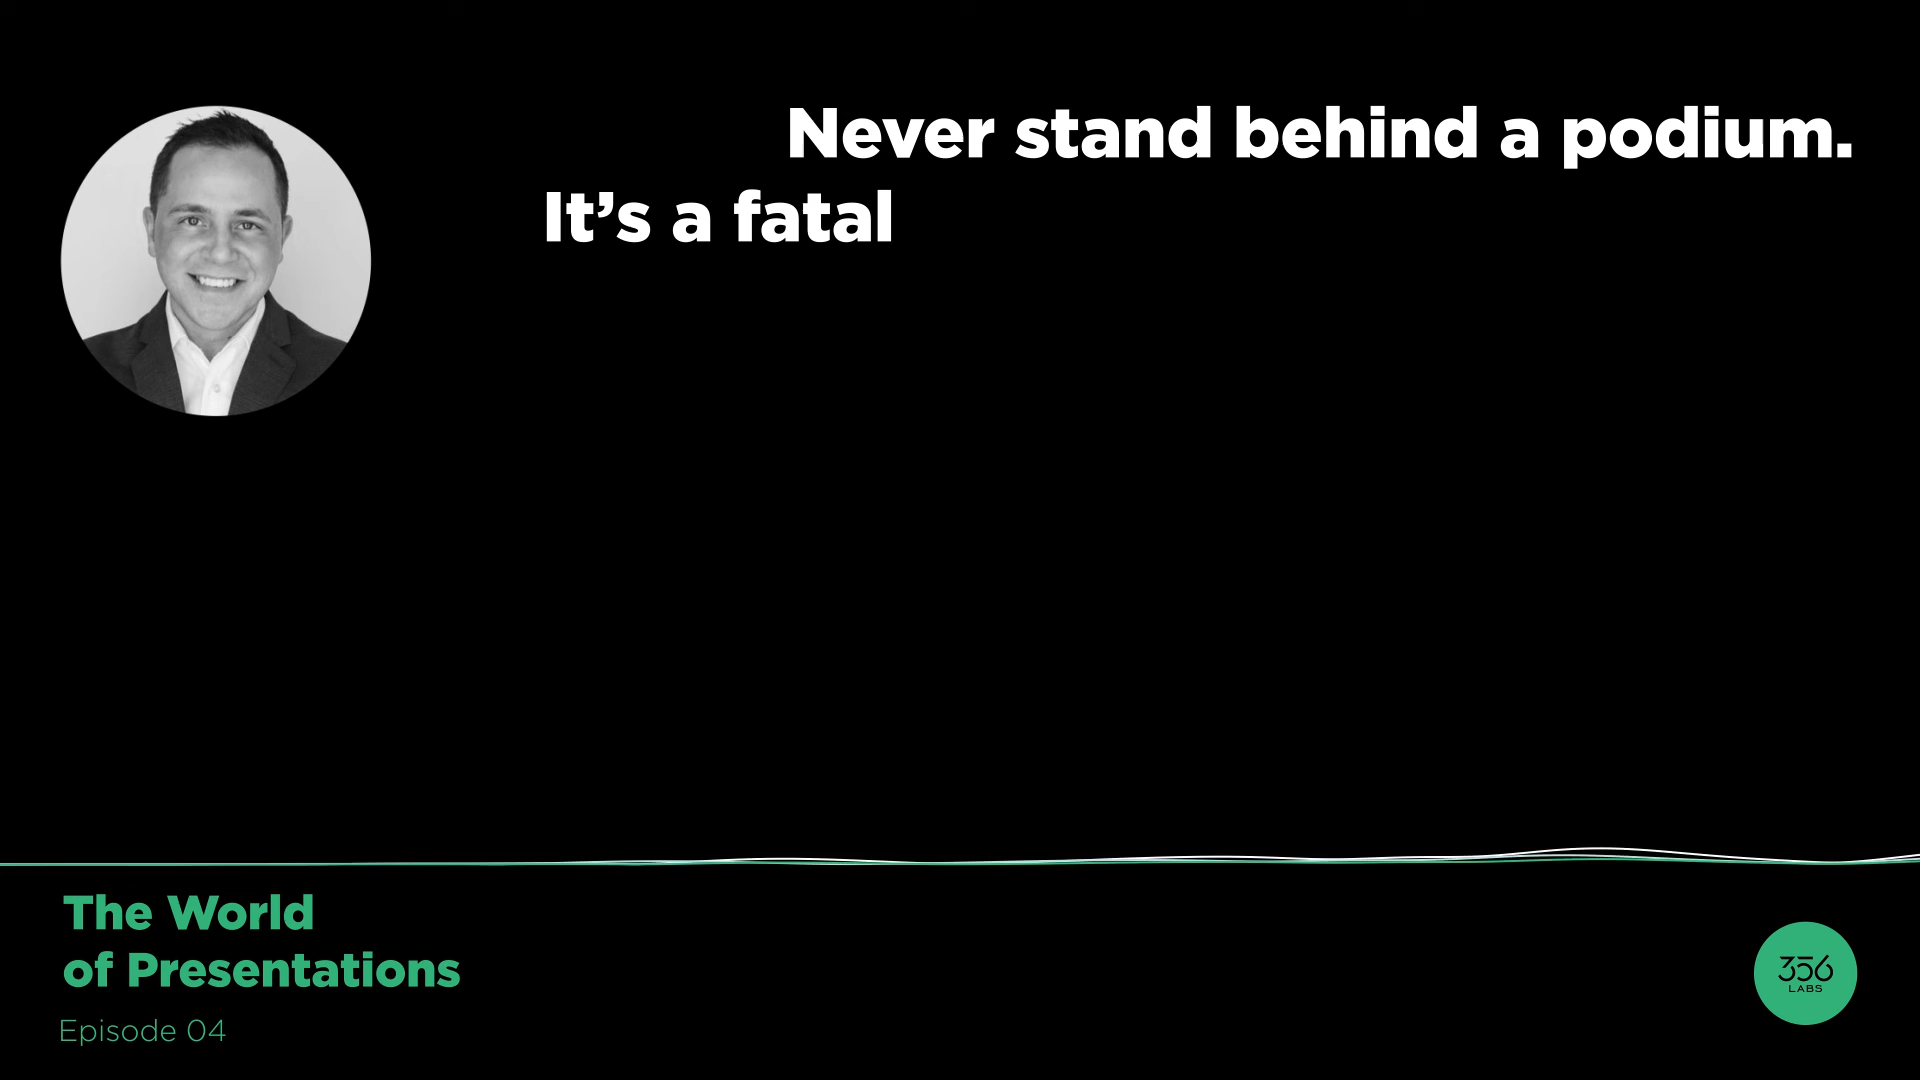 Never stand behind a podium.
It’s a fatal
The World
of Presentations
Episode 04
356
LABS